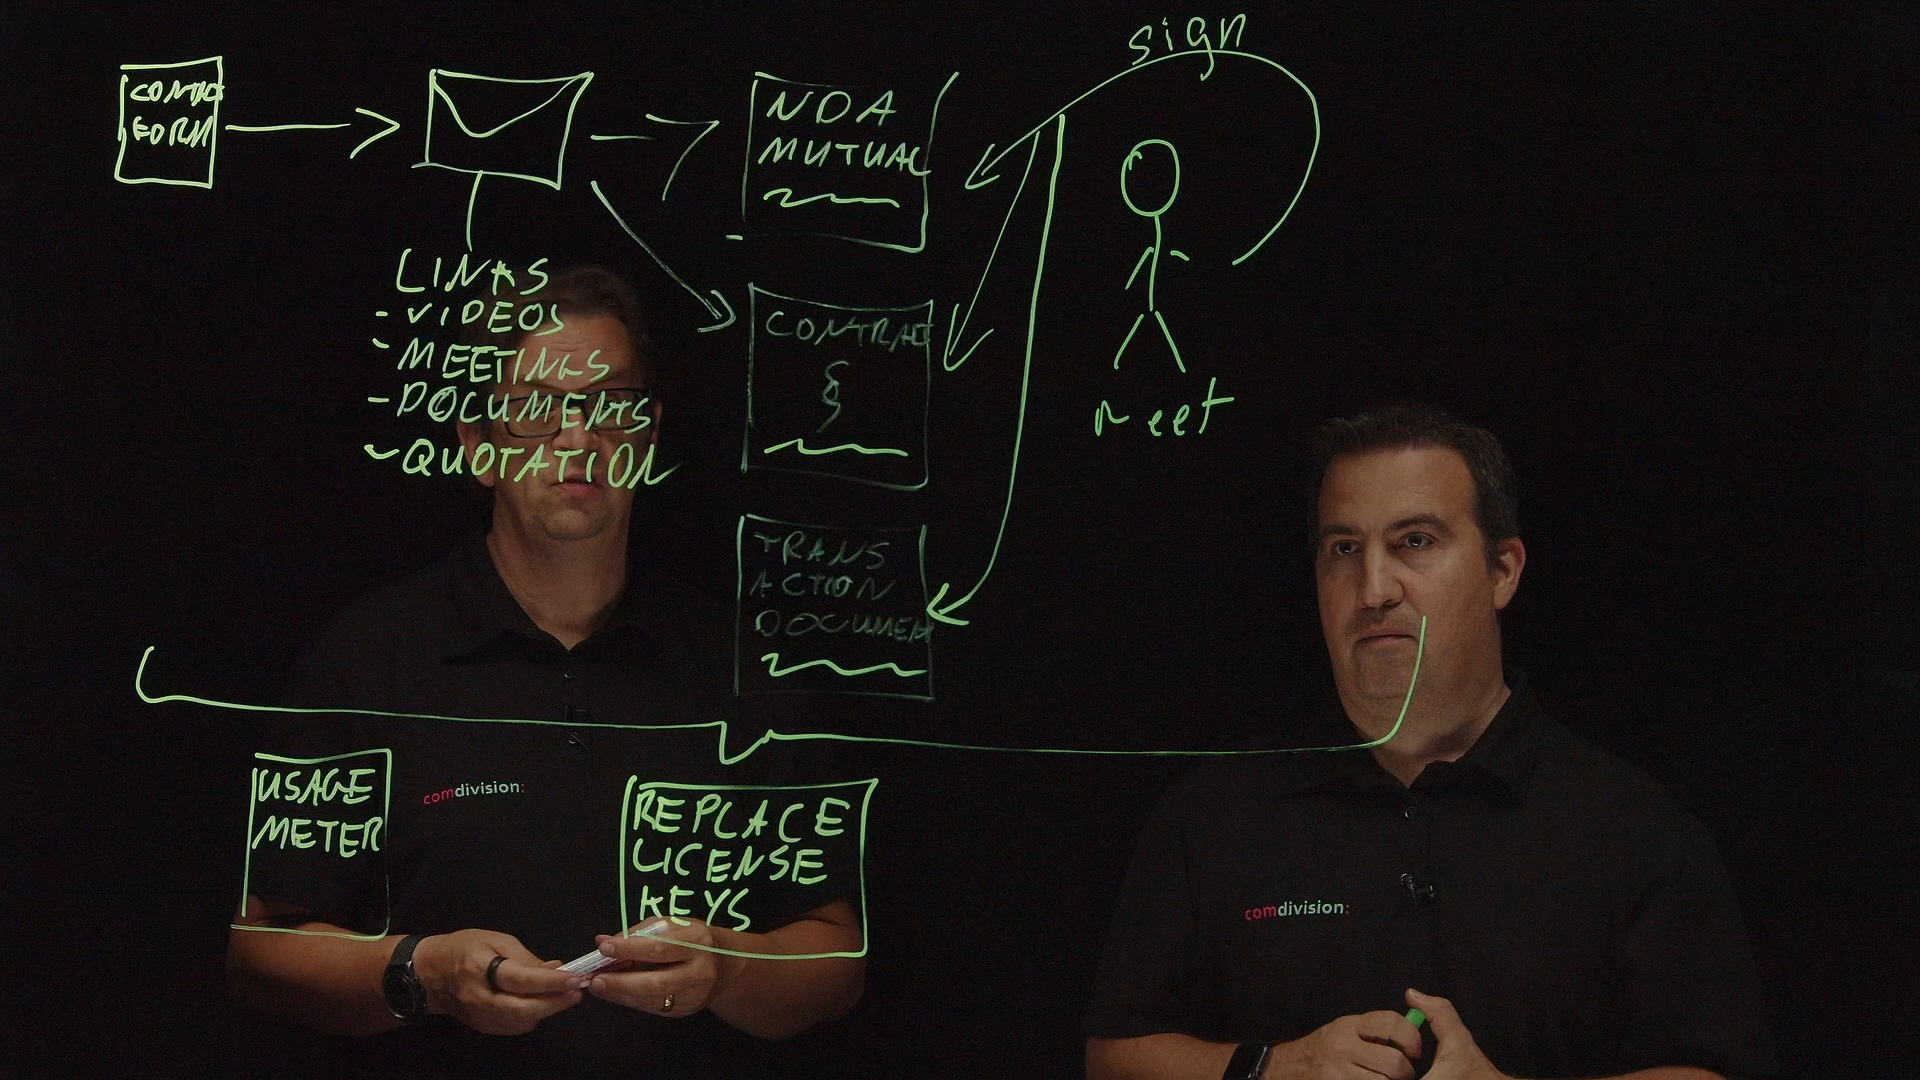 sign
CONTAC
FORM
NDA
MUTUAL
LINKS
- VIDEOS
- MEETINGS
- DOCUMENTS
- QUOTATION
CONTRACT
§
Meet
TRANS
ACTION
DOCUMENT
USAGE
METER
REPLACE
LICENSE
KEYS
comdivision:
comdivision: